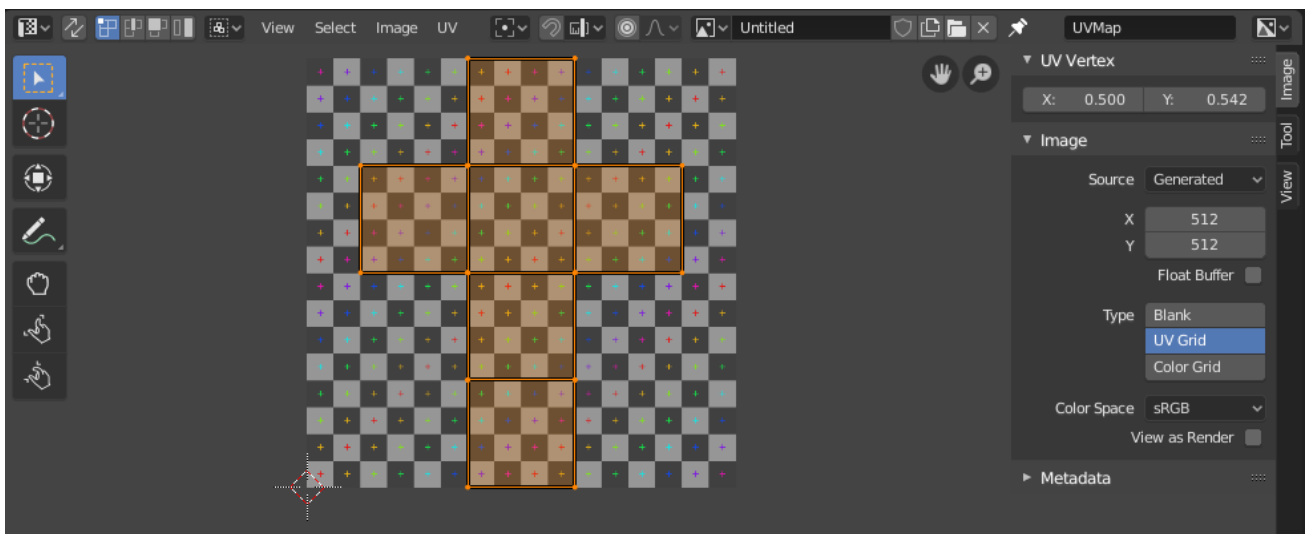 View Select Image UV Untitled UVMap
UV Vertex
X: 0.500 Y: 0.542
Image
Source Generated
X 512
Y 512
Float Buffer
Type Blank
UV Grid
Color Grid
Color Space sRGB
View as Render
Metadata
Image
Tool
View